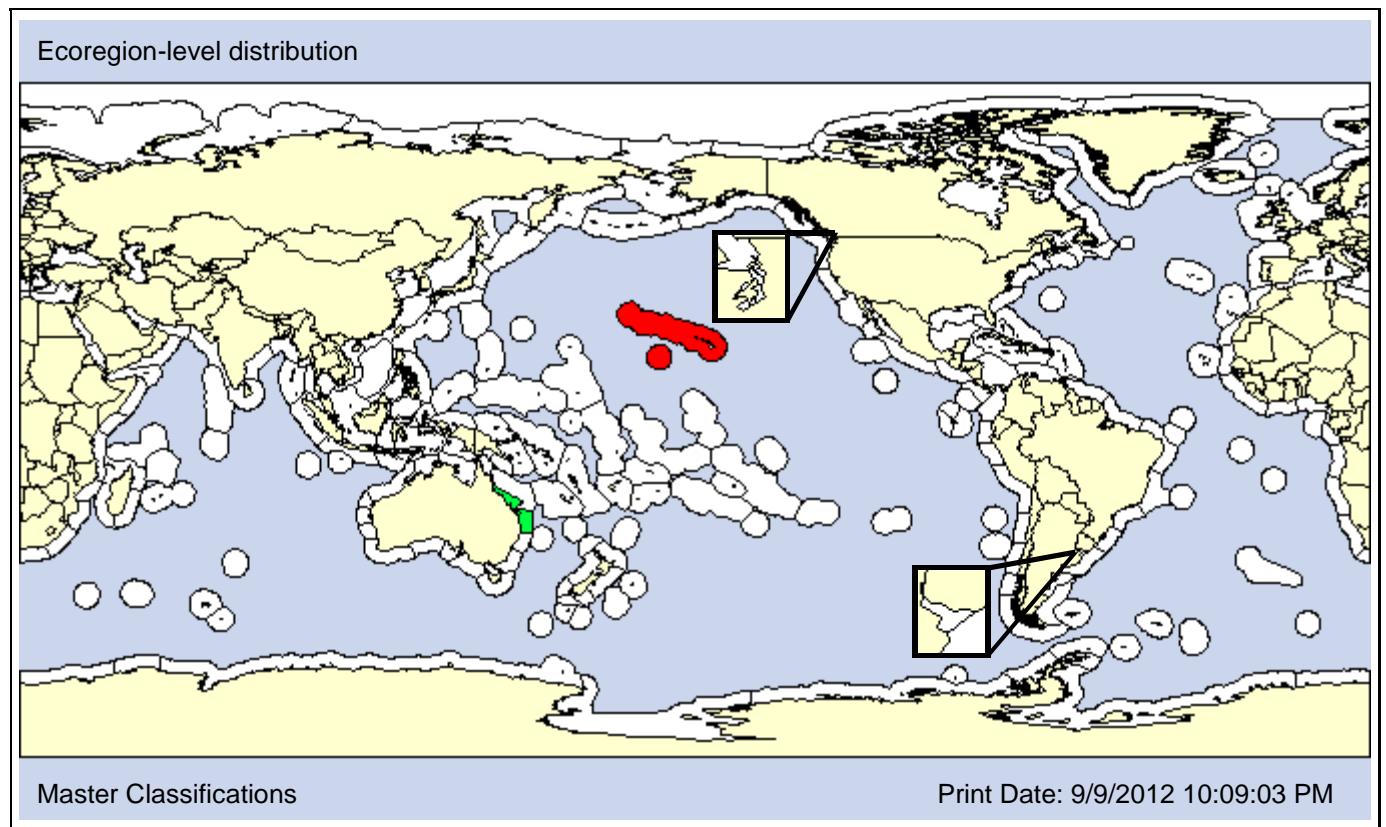 Ecoregion-level distribution
Master Classifications
Print Date: 9/9/2012 10:09:03 PM